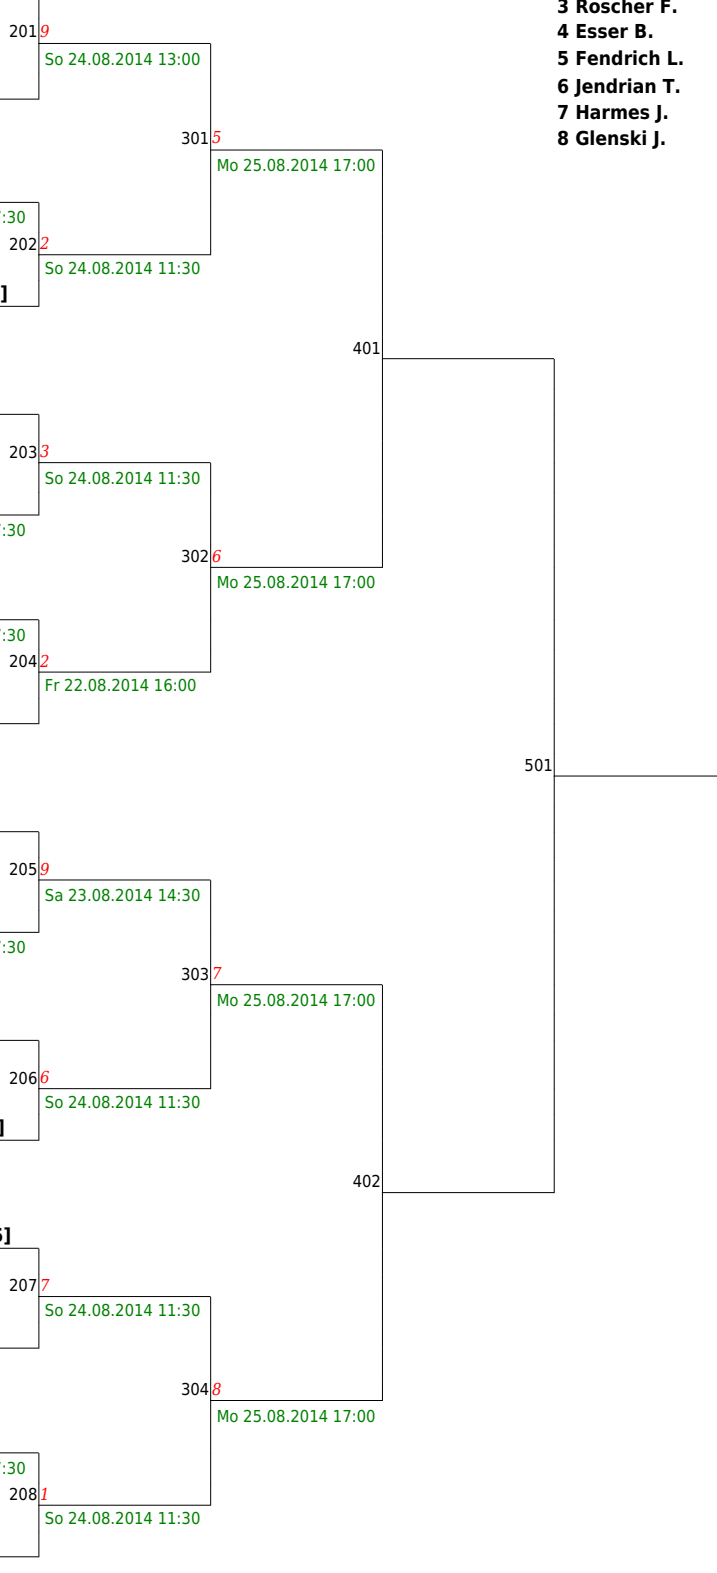 3 Roscher F.
4 Esser B.
5 Fendrich L.
6 Jendrian T.
7 Harmes J.
8 Glenski J.
201 9
So 24.08.2014 13:00
301 5
Mo 25.08.2014 17:00
:30
202 2
So 24.08.2014 11:30
]
401
203 3
So 24.08.2014 11:30
:30
302 6
Mo 25.08.2014 17:00
:30
204 2
Fr 22.08.2014 16:00
501
205 9
Sa 23.08.2014 14:30
:30
303 7
Mo 25.08.2014 17:00
206 6
So 24.08.2014 11:30
]
402
]
207 7
So 24.08.2014 11:30
304 8
Mo 25.08.2014 17:00
:30
208 1
So 24.08.2014 11:30